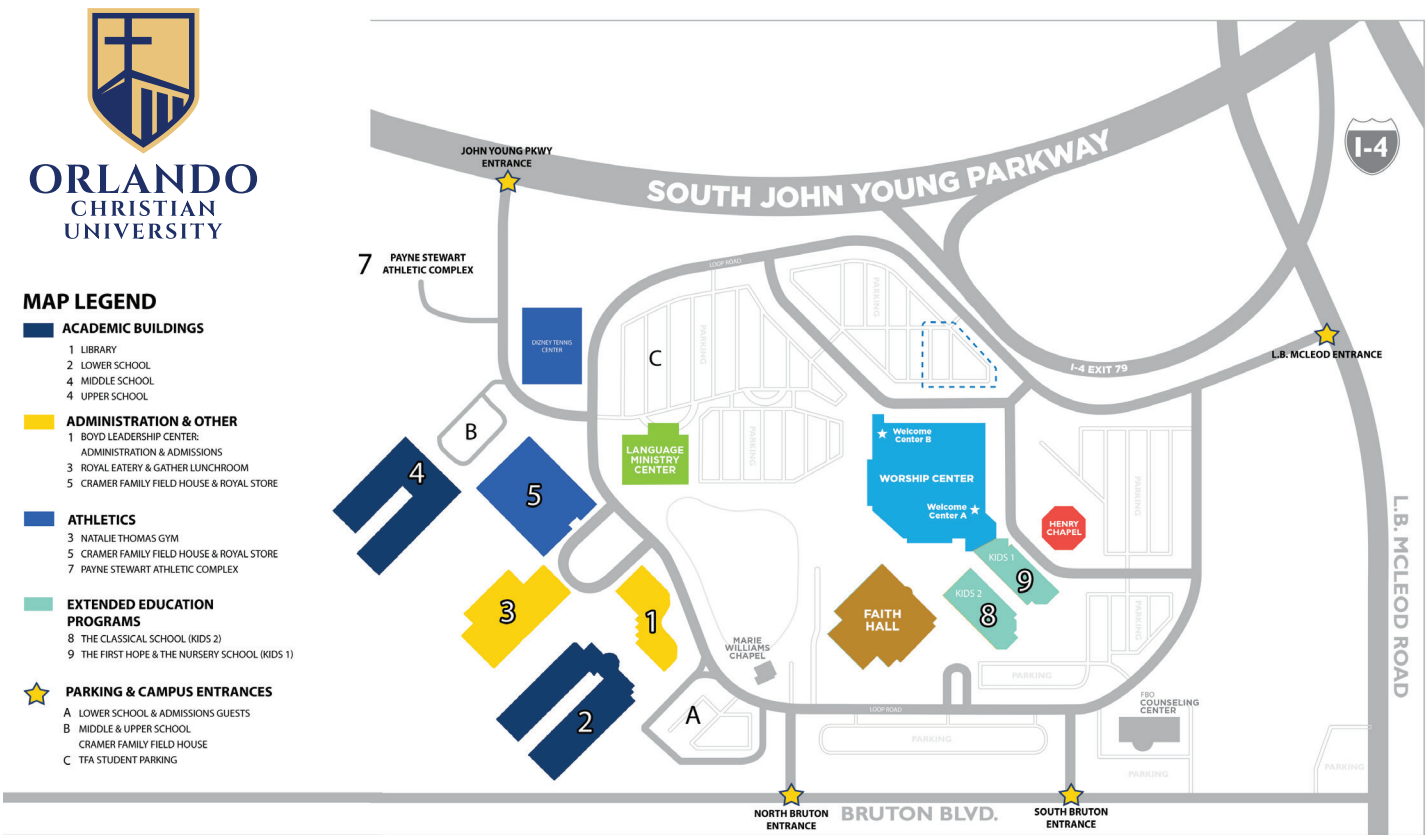 ORLANDO
CHRISTIAN
UNIVERSITY
MAP LEGEND
ACADEMIC BUILDINGS
1 LIBRARY
2 LOWER SCHOOL
4 MIDDLE SCHOOL
4 UPPER SCHOOL
ADMINISTRATION & OTHER
1 BOYD LEADERSHIP CENTER:
ADMINISTRATION & ADMISSIONS
3 ROYAL EATERY & GATHER LUNCHROOM
5 CRAMER FAMILY FIELD HOUSE & ROYAL STORE
ATHLETICS
3 NATALIE THOMAS GYM
5 CRAMER FAMILY FIELD HOUSE & ROYAL STORE
7 PAYNE STEWART ATHLETIC COMPLEX
EXTENDED EDUCATION
PROGRAMS
8 THE CLASSICAL SCHOOL (KIDS 2)
9 THE FIRST HOPE & THE NURSERY SCHOOL (KIDS 1)
PARKING & CAMPUS ENTRANCES
A LOWER SCHOOL & ADMISSIONS GUESTS
B MIDDLE & UPPER SCHOOL
CRAMER FAMILY FIELD HOUSE
C TFA STUDENT PARKING
JOHN YOUNG PKWY
ENTRANCE
SOUTH JOHN YOUNG PARKWAY
I-4
7 PAYNE STEWART
ATHLETIC COMPLEX
LOOP ROAD
PARKING
DIZNEY TENNIS
CENTER
C
PARKING
L.B. MCLEOD ENTRANCE
I-4 EXIT 79
B
LANGUAGE
MINISTRY
CENTER
PARKING
Welcome
Center B
WORSHIP CENTER
Welcome
Center A
4
5
PARKING
HENRY
CHAPEL
L.B. MCLEOD ROAD
KIDS 1
9
KIDS 2
8
3
1
FAITH
HALL
PARKING
MARIE
WILLIAMS
CHAPEL
PARKING
2
A
LOOP ROAD
FBO
COUNSELING
CENTER
PARKING
PARKING
PARKING
NORTH BRUTON
ENTRANCE
BRUTON BLVD.
SOUTH BRUTON
ENTRANCE